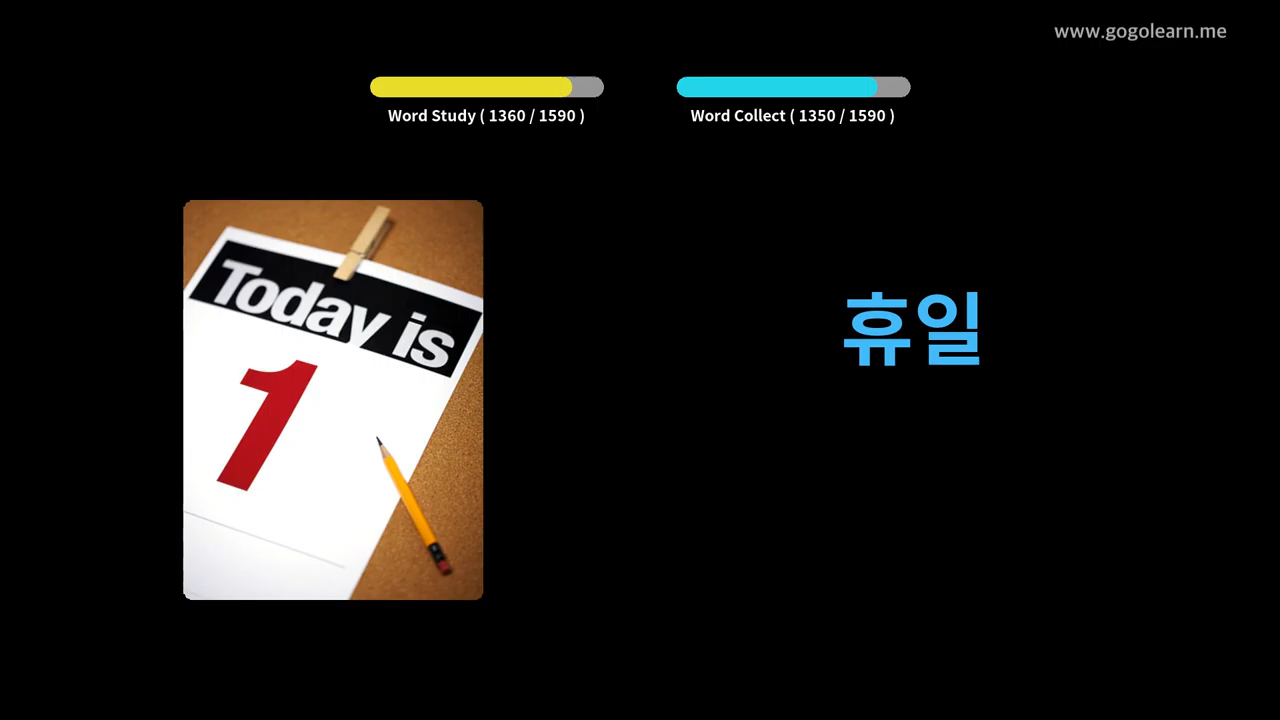 www.gogolearn.me
Word Study ( 1360 / 1590 )
Word Collect ( 1350 / 1590 )
Today is
1
휴일